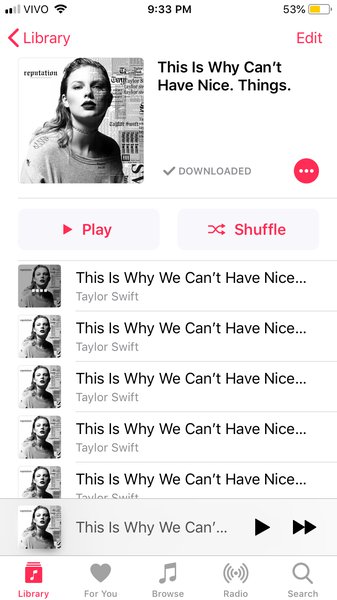 VIVO 9:33 PM 53%
Library Edit
reputation
This Is Why Can't
Have Nice. Things.
DOWNLOADED
Play Shuffle
This Is Why We Can't Have Nice...
Taylor Swift
This Is Why We Can't Have Nice...
Taylor Swift
This Is Why We Can't Have Nice...
Taylor Swift
This Is Why We Can't Have Nice...
Taylor Swift
This Is Why We Can't Have Nice...
Taylor Swift
This Is Why We Can'...
Library For You Browse Radio Search